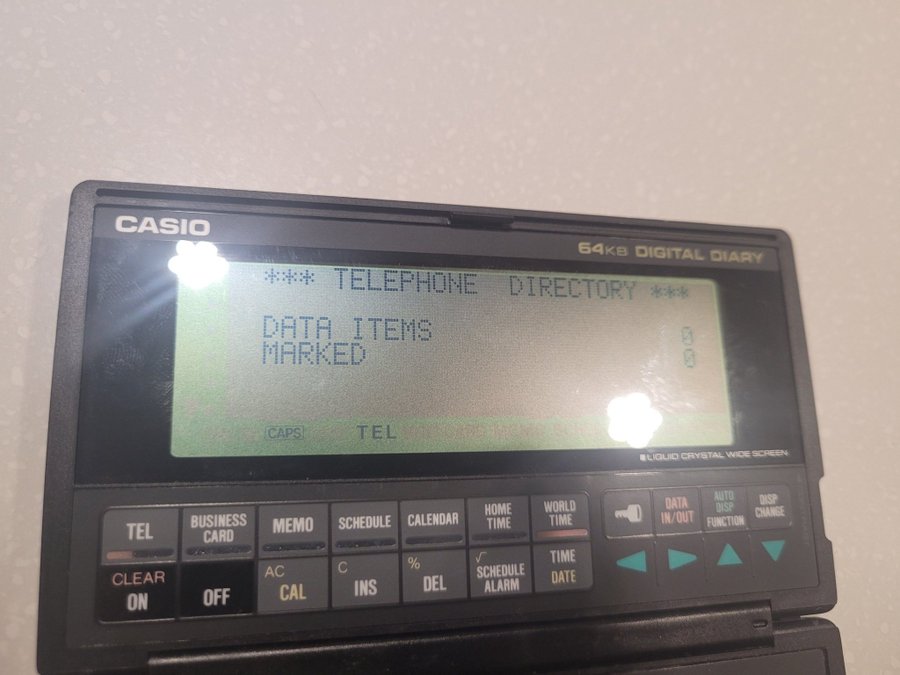 CASIO
64KB DIGITAL DIARY
*** TELEPHONE DIRECTORY ***
DATA ITEMS 0
MARKED 0
CAPS TEL
LIQUID CRYSTAL WIDE SCREEN
TEL BUSINESS CARD MEMO SCHEDULE CALENDAR HOME TIME WORLD TIME DATA IN/OUT AUTO DISP FUNCTION DISP CHANGE
CLEAR ON OFF AC CAL C INS % DEL √ SCHEDULE ALARM TIME DATE